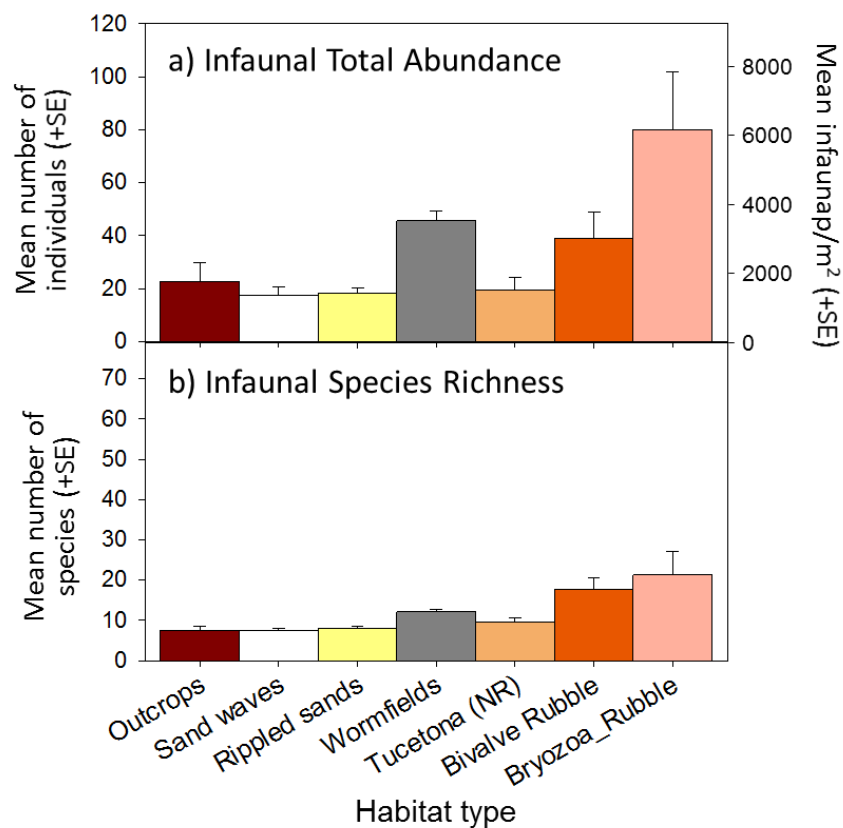 a) Infaunal Total Abundance
Mean number of
individuals (+SE)
120
100
80
60
40
20
0
8000
6000
4000
2000
0
Mean infaunap/m² (+SE)
b) Infaunal Species Richness
Mean number of
species (+SE)
70
60
50
40
30
20
10
0
Outcrops
Sand waves
Rippled sands
Wormfields
Tucetona (NR)
Bivalve Rubble
Bryozoa_Rubble
Habitat type